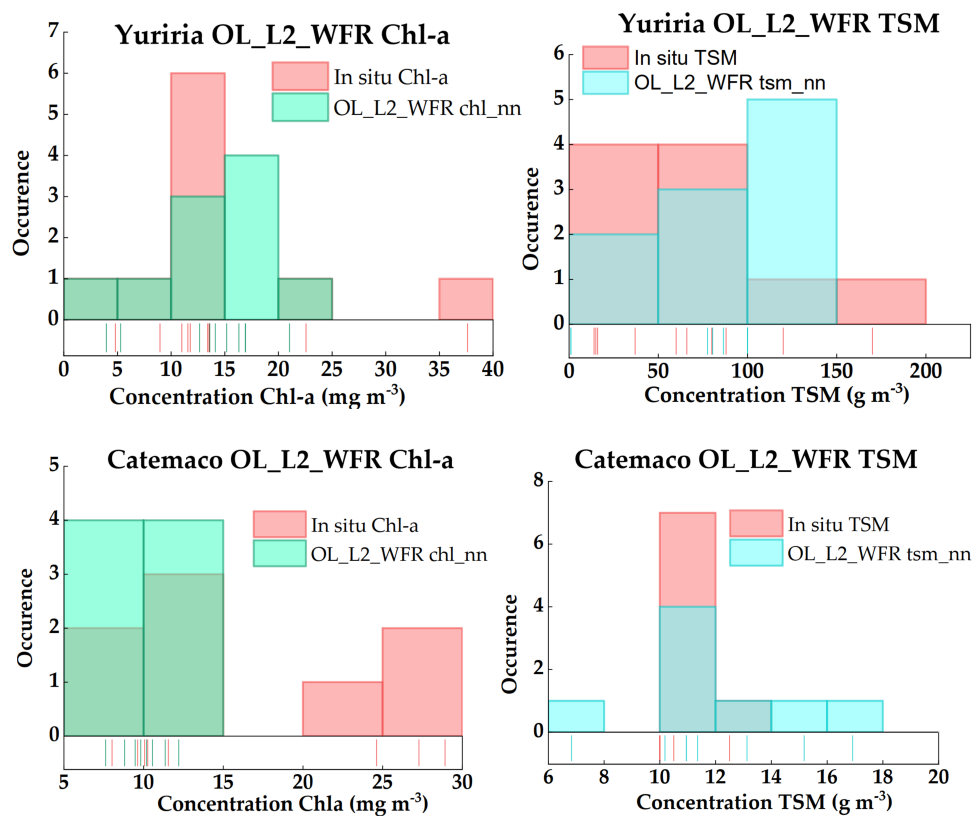 Yuriria OL_L2_WFR Chl-a
In situ Chl-a
OL_L2_WFR chl_nn
Occurence
7
6
5
4
3
2
1
0
0 5 10 15 20 25 30 35 40
Concentration Chl-a (mg m-3)
Yuriria OL_L2_WFR TSM
In situ TSM
OL_L2_WFR tsm_nn
Occurence
6
5
4
3
2
1
0
0 50 100 150 200
Concentration TSM (g m-3)
Catemaco OL_L2_WFR Chl-a
In situ Chl-a
OL_L2_WFR chl_nn
Occurence
5
4
3
2
1
0
5 10 15 20 25 30
Concentration Chla (mg m-3)
Catemaco OL_L2_WFR TSM
In situ TSM
OL_L2_WFR tsm_nn
Occurence
8
6
4
2
0
6 8 10 12 14 16 18 20
Concentration TSM (g m-3)